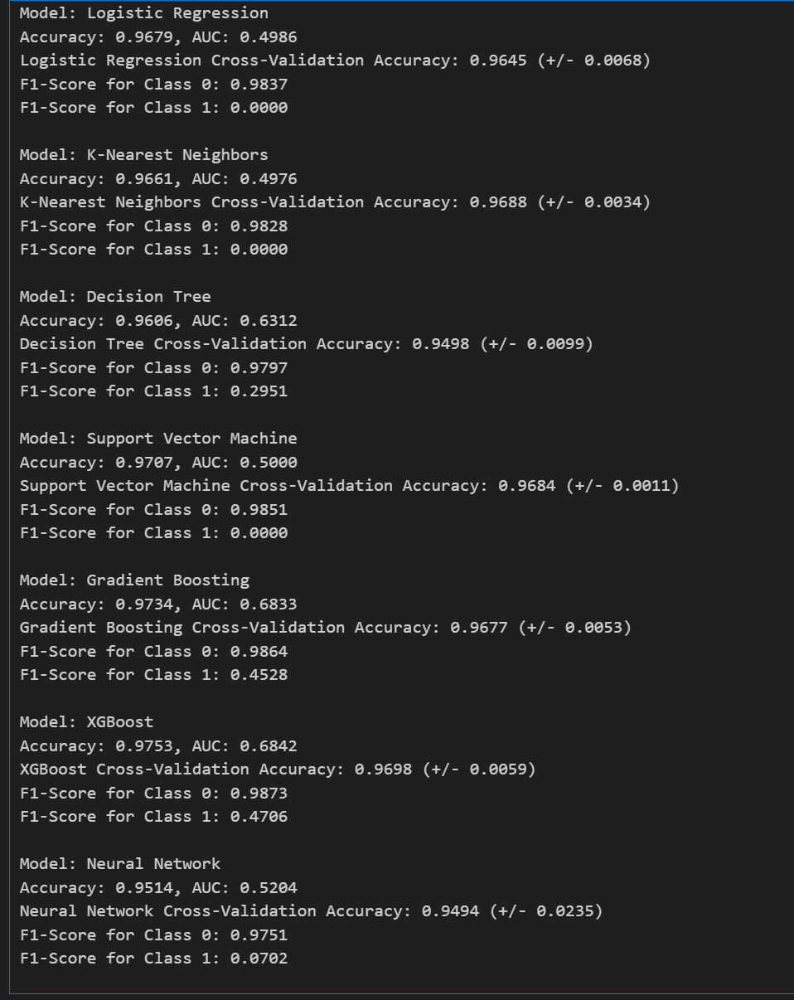 Model: Logistic Regression
Accuracy: 0.9679, AUC: 0.4986
Logistic Regression Cross-Validation Accuracy: 0.9645 (+/- 0.0068)
F1-Score for Class 0: 0.9837
F1-Score for Class 1: 0.0000

Model: K-Nearest Neighbors
Accuracy: 0.9661, AUC: 0.4976
K-Nearest Neighbors Cross-Validation Accuracy: 0.9688 (+/- 0.0034)
F1-Score for Class 0: 0.9828
F1-Score for Class 1: 0.0000

Model: Decision Tree
Accuracy: 0.9606, AUC: 0.6312
Decision Tree Cross-Validation Accuracy: 0.9498 (+/- 0.0099)
F1-Score for Class 0: 0.9797
F1-Score for Class 1: 0.2951

Model: Support Vector Machine
Accuracy: 0.9707, AUC: 0.5000
Support Vector Machine Cross-Validation Accuracy: 0.9684 (+/- 0.0011)
F1-Score for Class 0: 0.9851
F1-Score for Class 1: 0.0000

Model: Gradient Boosting
Accuracy: 0.9734, AUC: 0.6833
Gradient Boosting Cross-Validation Accuracy: 0.9677 (+/- 0.0053)
F1-Score for Class 0: 0.9864
F1-Score for Class 1: 0.4528

Model: XGBoost
Accuracy: 0.9753, AUC: 0.6842
XGBoost Cross-Validation Accuracy: 0.9698 (+/- 0.0059)
F1-Score for Class 0: 0.9873
F1-Score for Class 1: 0.4706

Model: Neural Network
Accuracy: 0.9514, AUC: 0.5204
Neural Network Cross-Validation Accuracy: 0.9494 (+/- 0.0235)
F1-Score for Class 0: 0.9751
F1-Score for Class 1: 0.0702